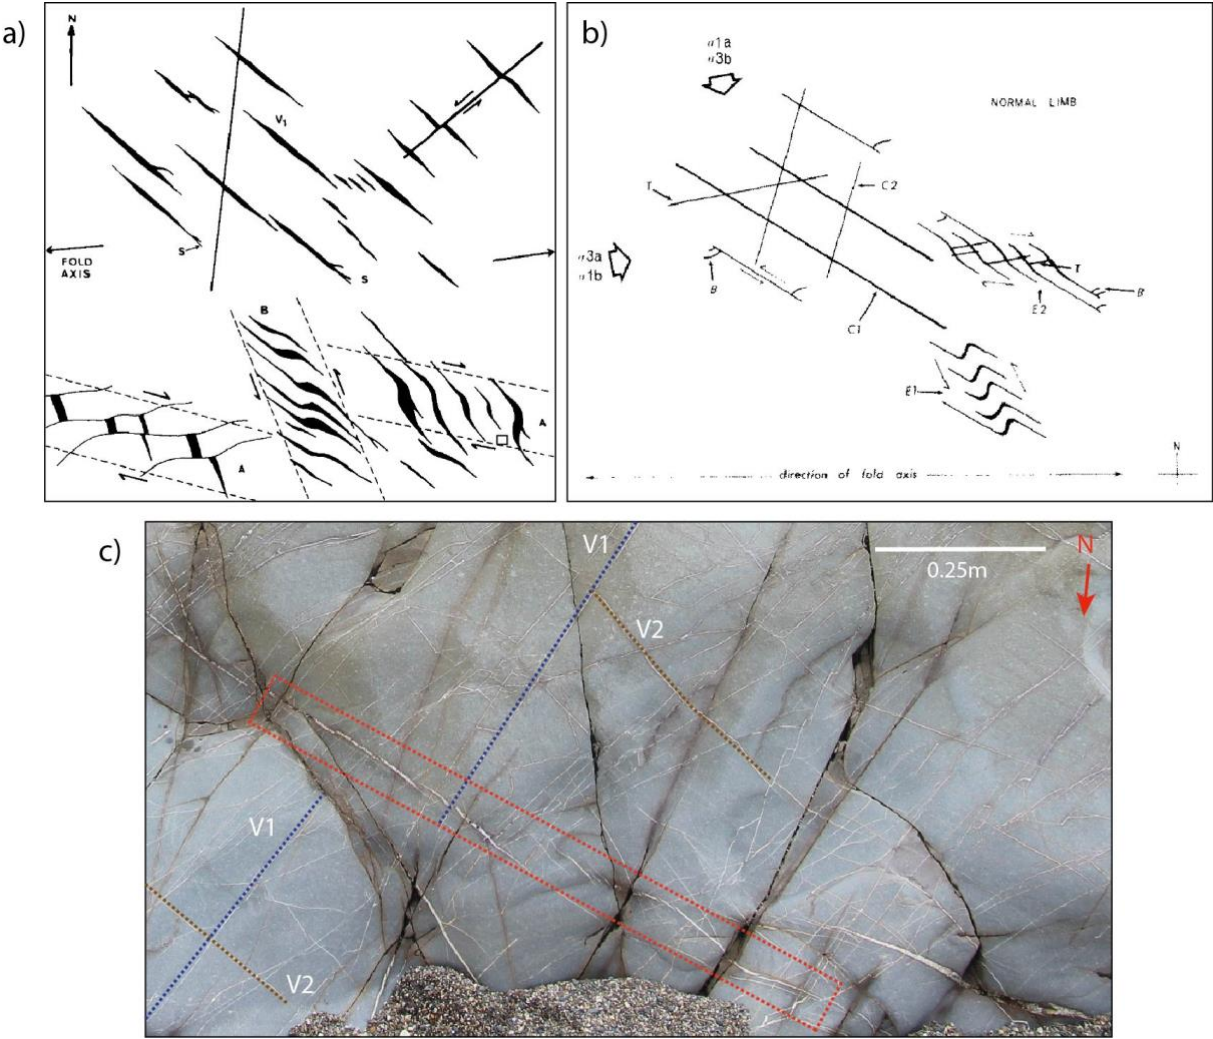 a)
N
V1
S
FOLD
AXIS
S
B
A
A
b)
σ1a
σ3b
NORMAL LIMB
T
C2
σ3a
σ1b
B
T
B
E2
C1
E1
N
direction of fold axis
c)
V1
N
0.25m
V2
V1
V2